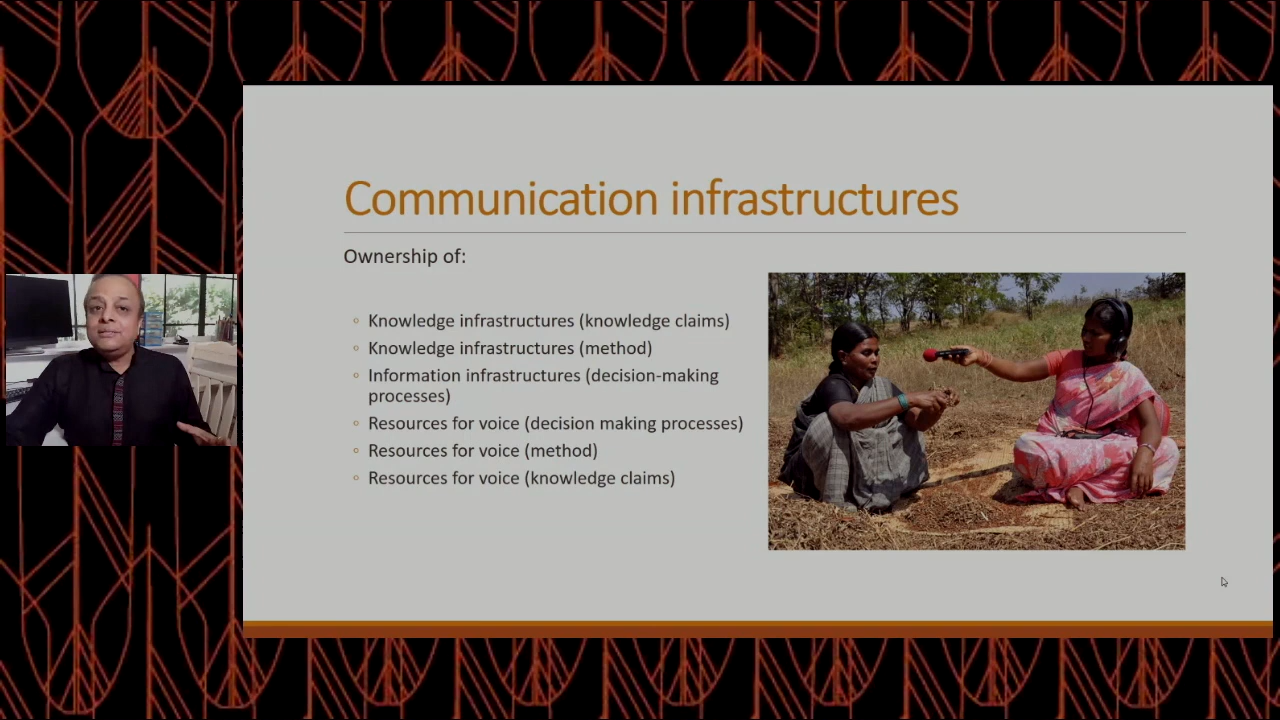 Communication infrastructures
Ownership of:
◦ Knowledge infrastructures (knowledge claims)
◦ Knowledge infrastructures (method)
◦ Information infrastructures (decision-making
processes)
◦ Resources for voice (decision making processes)
◦ Resources for voice (method)
◦ Resources for voice (knowledge claims)